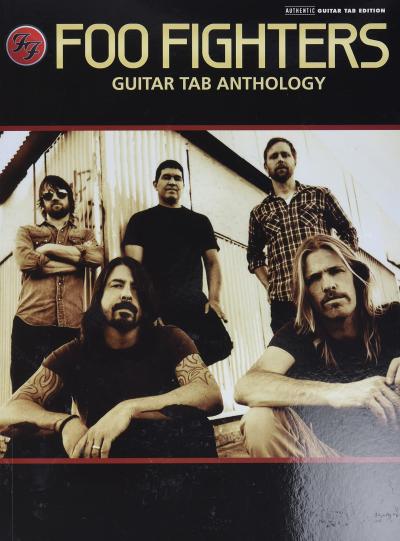 AUTHENTIC GUITAR TAB EDITION
FF
FOO FIGHTERS
GUITAR TAB ANTHOLOGY